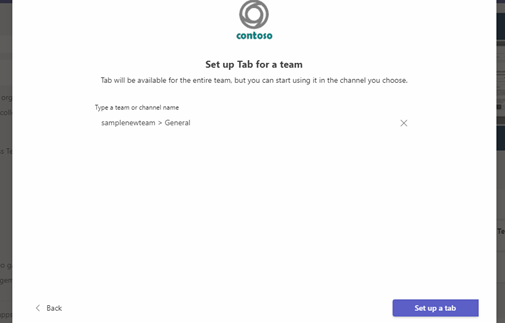 contoso
Set up Tab for a team
Tab will be available for the entire team, but you can start using it in the channel you choose.
Type a team or channel name
samplenewteam > General
Back
Set up a tab